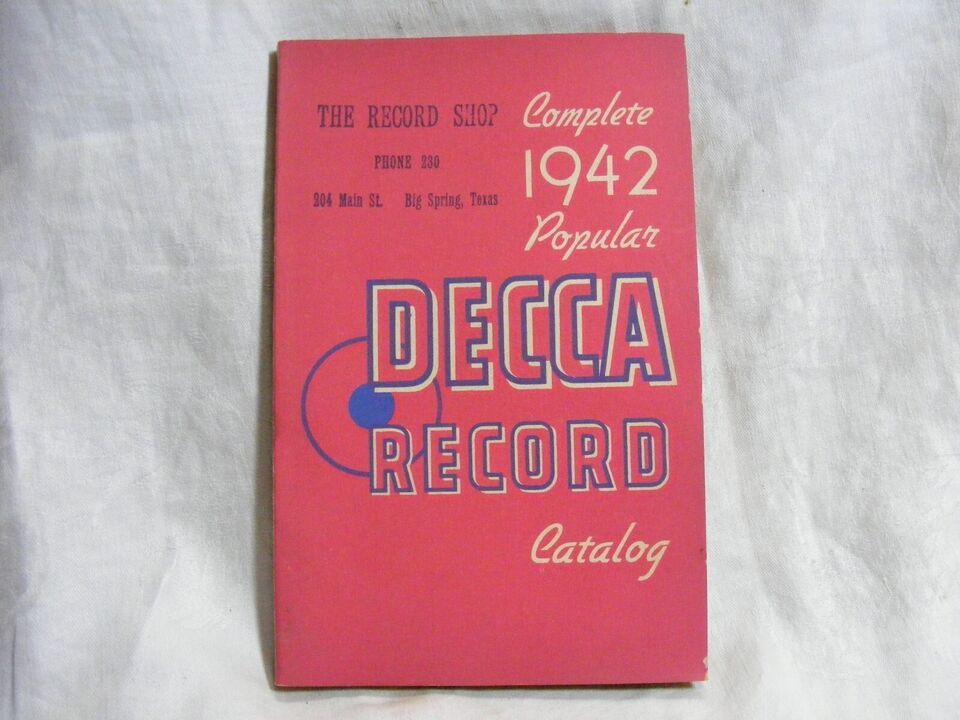 THE RECORD SHOP
PHONE 230
204 Main St. Big Spring, Texas
Complete
1942
Popular
DECCA
RECORD
Catalog